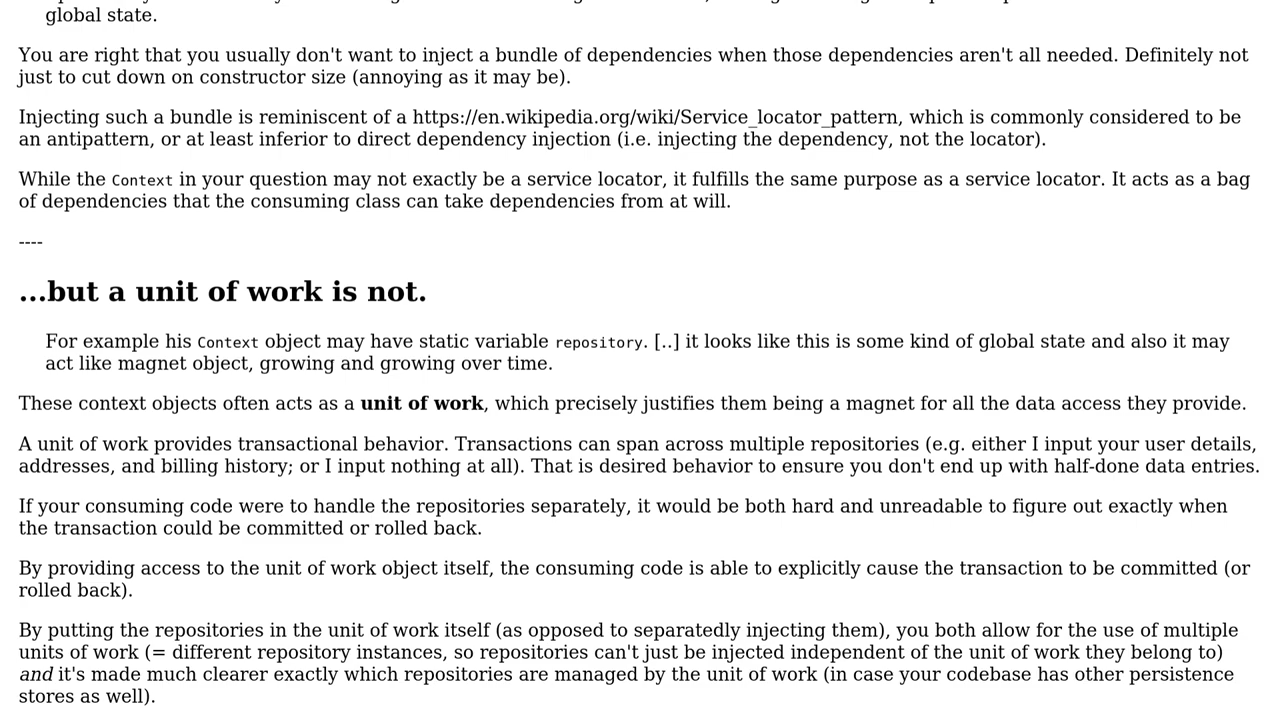 global state.
You are right that you usually don't want to inject a bundle of dependencies when those dependencies aren't all needed. Definitely not
just to cut down on constructor size (annoying as it may be).
Injecting such a bundle is reminiscent of a https://en.wikipedia.org/wiki/Service_locator_pattern, which is commonly considered to be
an antipattern, or at least inferior to direct dependency injection (i.e. injecting the dependency, not the locator).
While the Context in your question may not exactly be a service locator, it fulfills the same purpose as a service locator. It acts as a bag
of dependencies that the consuming class can take dependencies from at will.
----
...but a unit of work is not.
For example his Context object may have static variable repository. [..] it looks like this is some kind of global state and also it may
act like magnet object, growing and growing over time.
These context objects often acts as a unit of work, which precisely justifies them being a magnet for all the data access they provide.
A unit of work provides transactional behavior. Transactions can span across multiple repositories (e.g. either I input your user details,
addresses, and billing history; or I input nothing at all). That is desired behavior to ensure you don't end up with half-done data entries.
If your consuming code were to handle the repositories separately, it would be both hard and unreadable to figure out exactly when
the transaction could be committed or rolled back.
By providing access to the unit of work object itself, the consuming code is able to explicitly cause the transaction to be committed (or
rolled back).
By putting the repositories in the unit of work itself (as opposed to separatedly injecting them), you both allow for the use of multiple
units of work (= different repository instances, so repositories can't just be injected independent of the unit of work they belong to)
and it's made much clearer exactly which repositories are managed by the unit of work (in case your codebase has other persistence
stores as well).